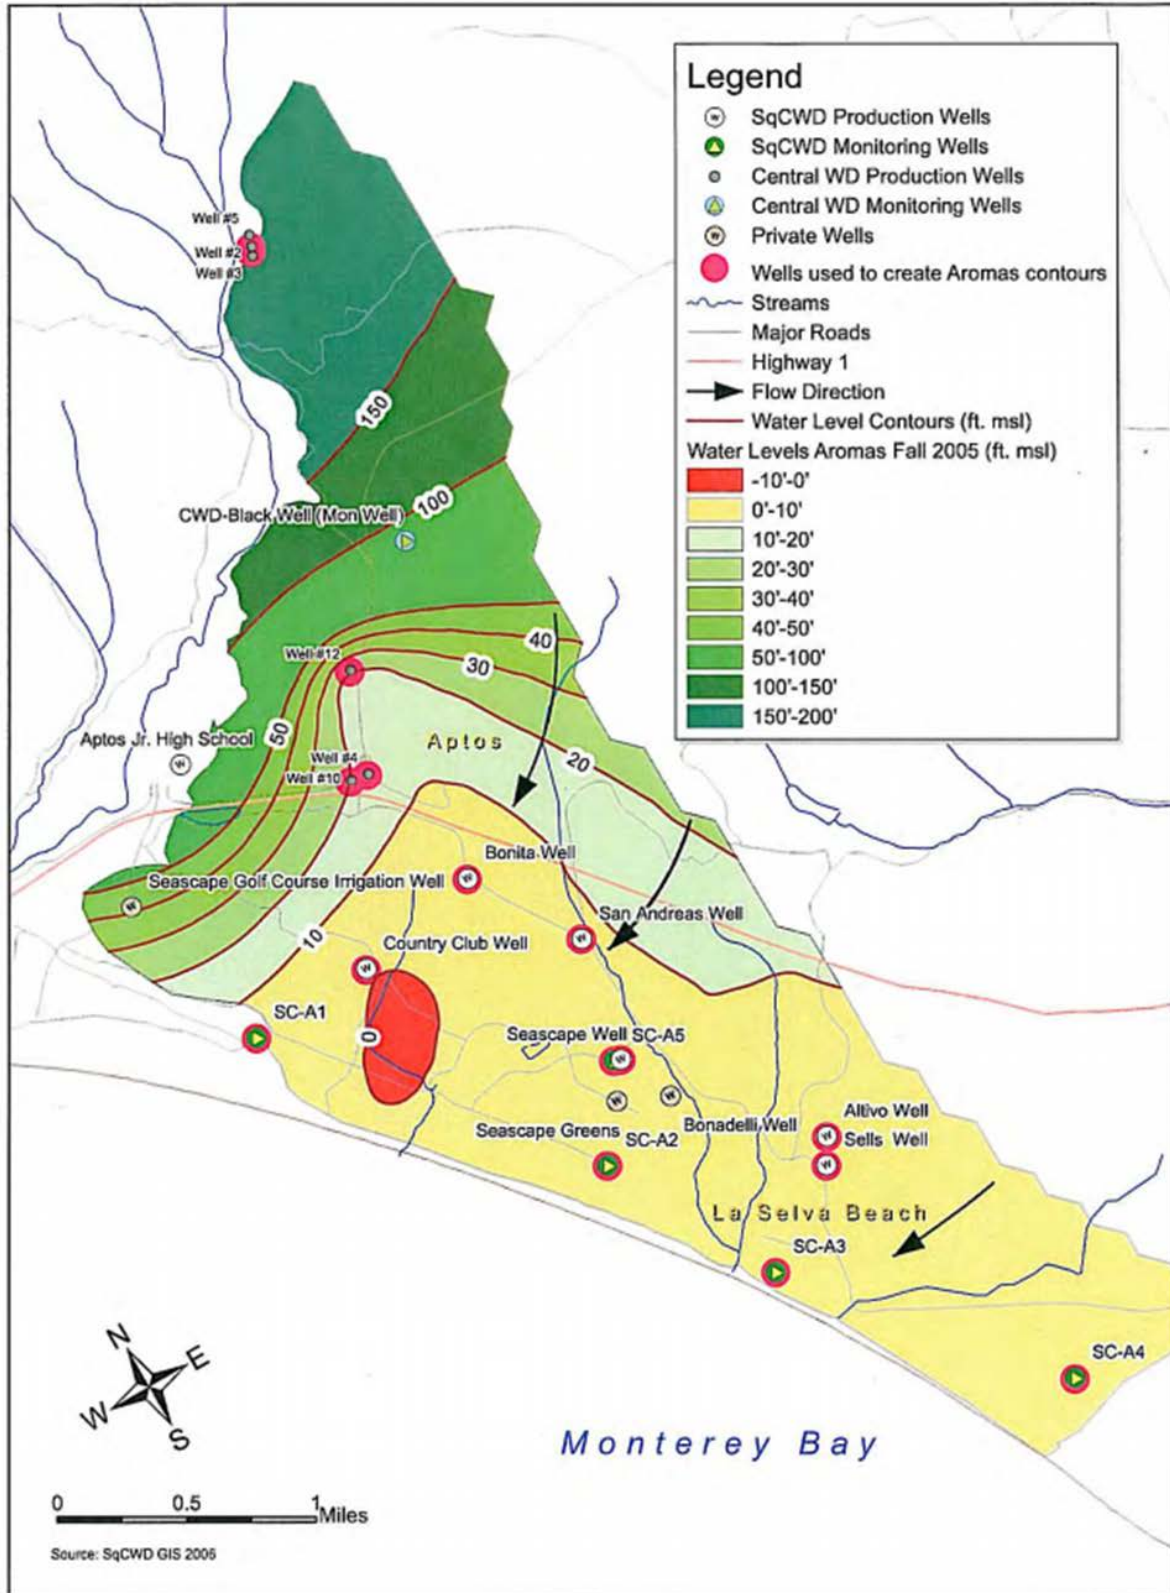 Legend
SqCWD Production Wells
SqCWD Monitoring Wells
Central WD Production Wells
Central WD Monitoring Wells
Private Wells
Wells used to create Aromas contours
Streams
Major Roads
Highway 1
Flow Direction
Water Level Contours (ft. msl)
Water Levels Aromas Fall 2005 (ft. msl)
-10'-0'
0'-10'
10'-20'
20'-30'
30'-40'
40'-50'
50'-100'
100'-150'
150'-200'
Well #5
Well #2
Well #3
150
100
CWD-Black Well (Mon Well)
40
Well #12
30
50
Aptos Jr. High School
Aptos
20
Well #4
Well #10
Bonita Well
Seascape Golf Course Irrigation Well
San Andreas Well
10
Country Club Well
SC-A1
0
Seascape Well SC-A5
Altivo Well
Seascape Greens
SC-A2
Bonadelli Well
Sells Well
La Selva Beach
SC-A3
SC-A4
N
E
W
S
Monterey Bay
0 0.5 1 Miles
Source: SqCWD GIS 2006